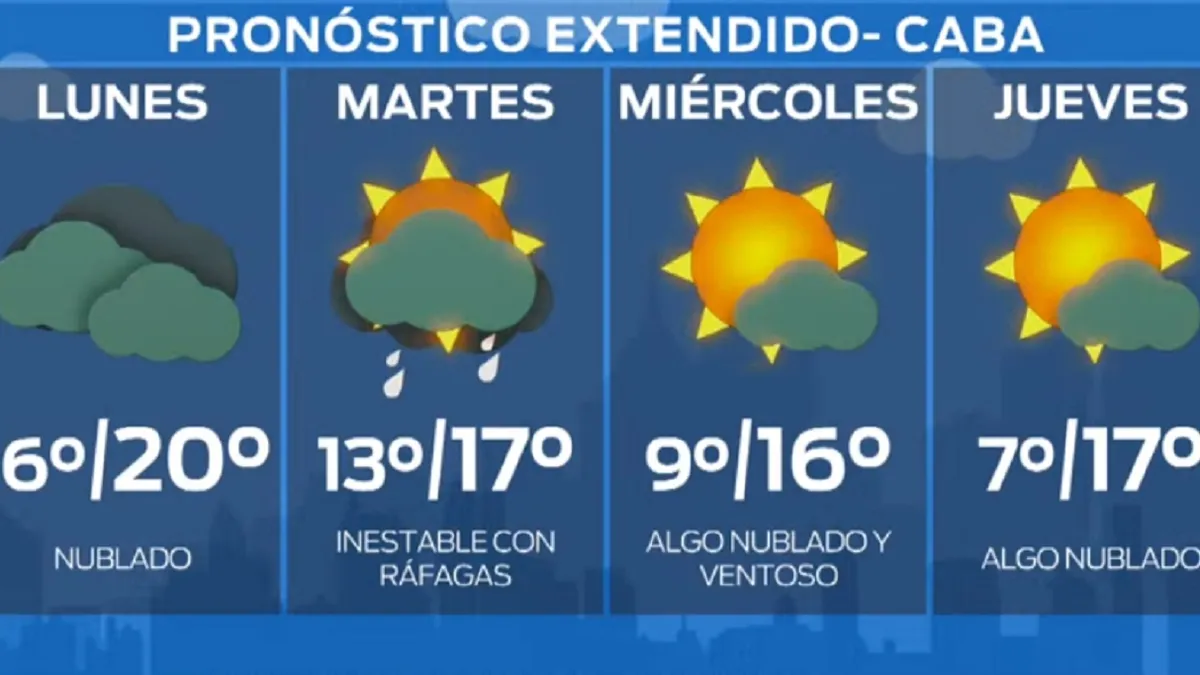 PRONÓSTICO EXTENDIDO- CABA
LUNES
6º/20º
NUBLADO
MARTES
13º/17º
INESTABLE CON
RÁFAGAS
MIÉRCOLES
9º/16º
ALGO NUBLADO Y
VENTOSO
JUEVES
7º/17º
ALGO NUBLADO